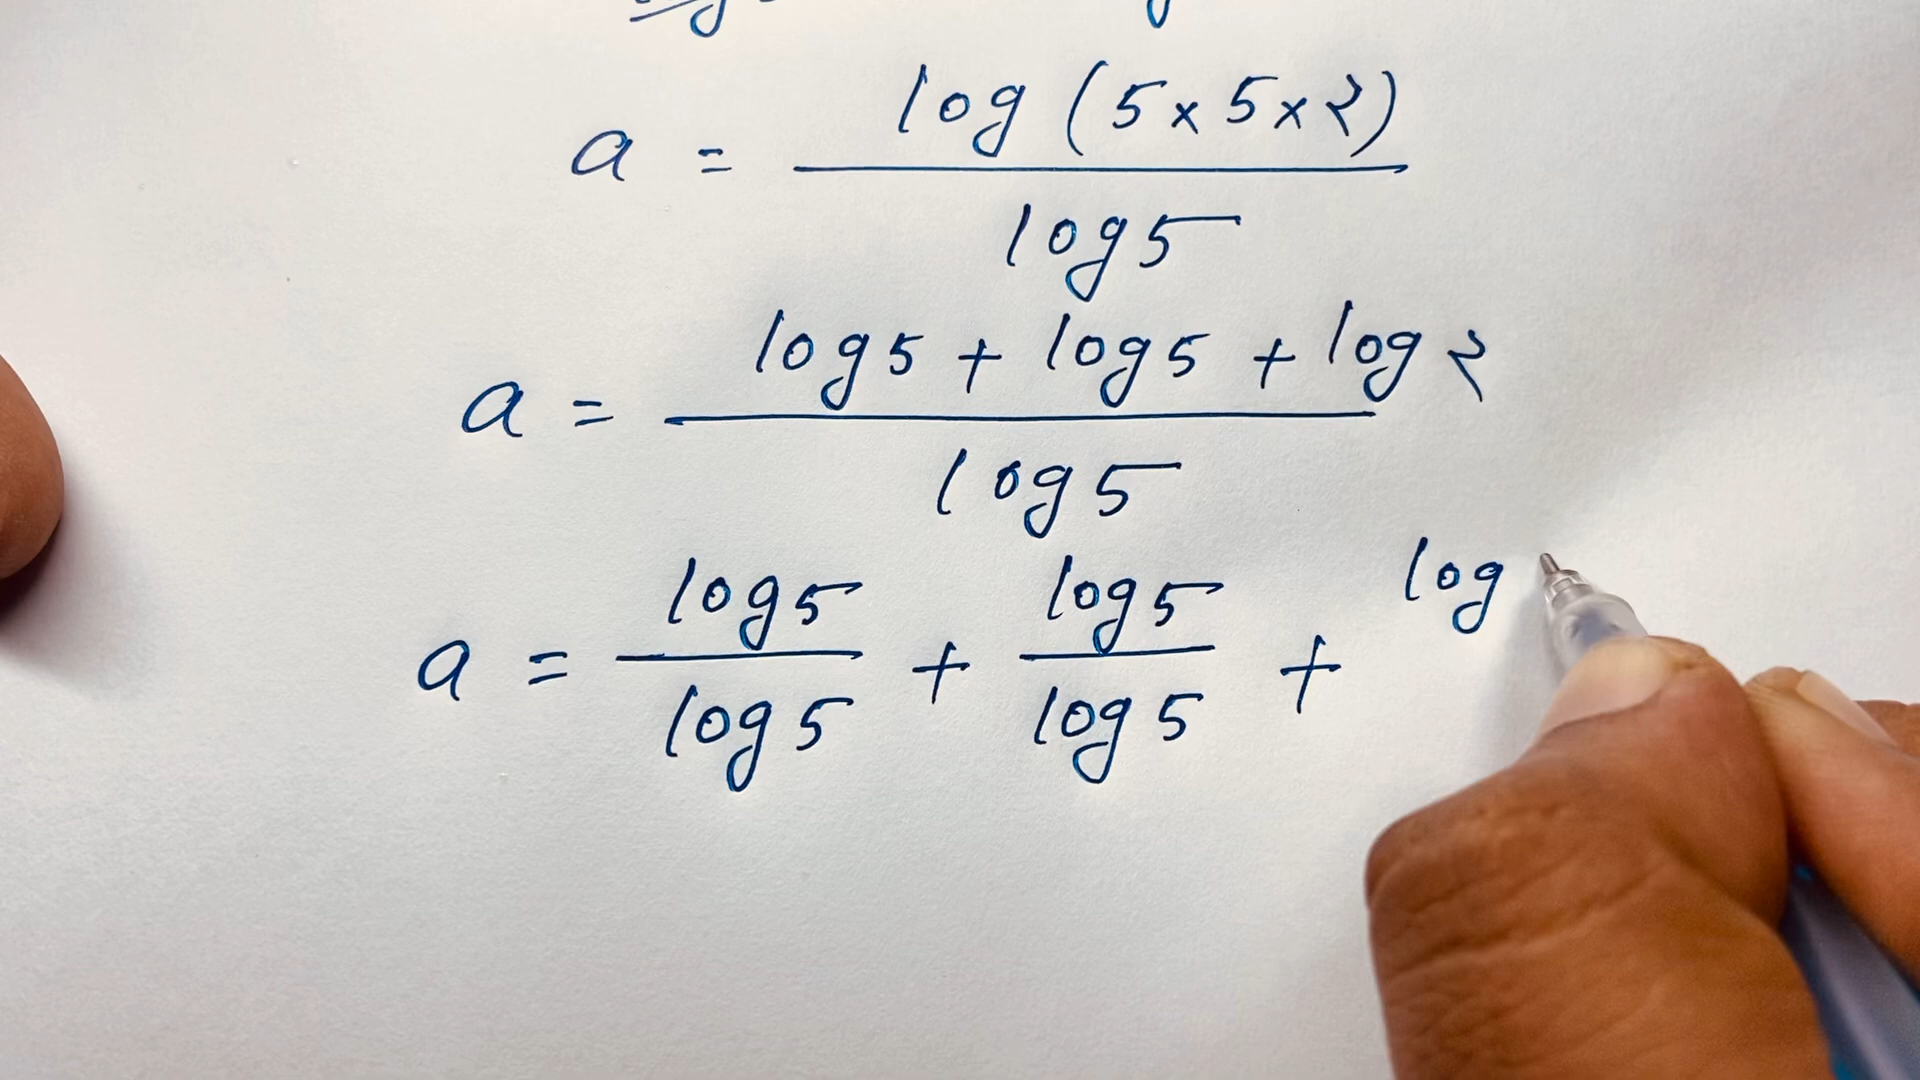 a = log (5 x 5 x 2) / log 5
a = log 5 + log 5 + log 2 / log 5
a = log 5 / log 5 + log 5 / log 5 + log